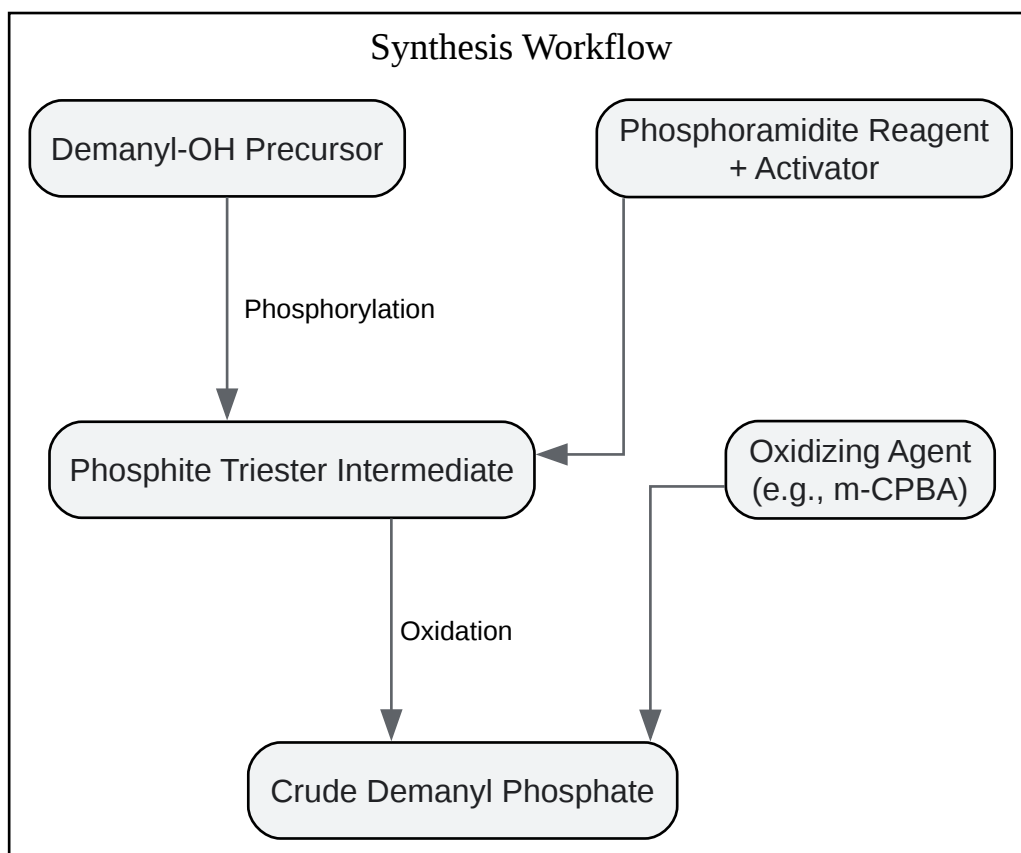 Synthesis Workflow
Demanyl-OH Precursor
Phosphoramidite Reagent
+ Activator
Phosphorylation
Phosphite Triester Intermediate
Oxidizing Agent
(e.g., m-CPBA)
Oxidation
Crude Demanyl Phosphate